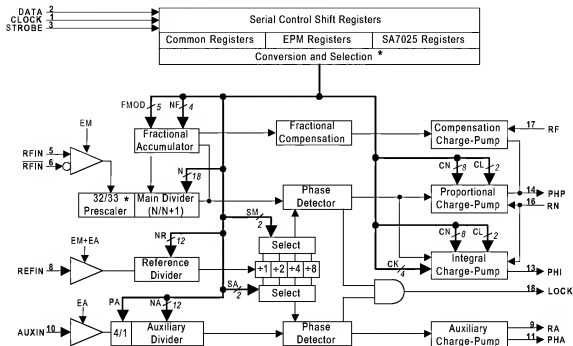 DATA 2
CLOCK 1
STROBE 3
Serial Control Shift Registers
Common Registers EPM Registers SA7025 Registers
Conversion and Selection *
FMOD 5 NF 4
EM
RFIN 5
RFIN 6
Fractional Accumulator
Fractional Compensation
Compensation Charge-Pump
17 RF
N 18
CN 8 CL 2
32/33 * Prescaler
Main Divider (N/N+1)
Phase Detector
Proportional Charge-Pump
14 PHP
16 RN
SM 2
EM+EA
NR 12
Select
CN 8 CL 2
REFIN 8
Reference Divider
÷1 ÷2 ÷4 ÷8
CK 4
Integral Charge-Pump
13 PHI
EA
PA
NA 12
SA 2
Select
18 LOCK
AUXIN 10
4/1
Auxiliary Divider
Phase Detector
Auxiliary Charge-Pump
9 RA
11 PHA